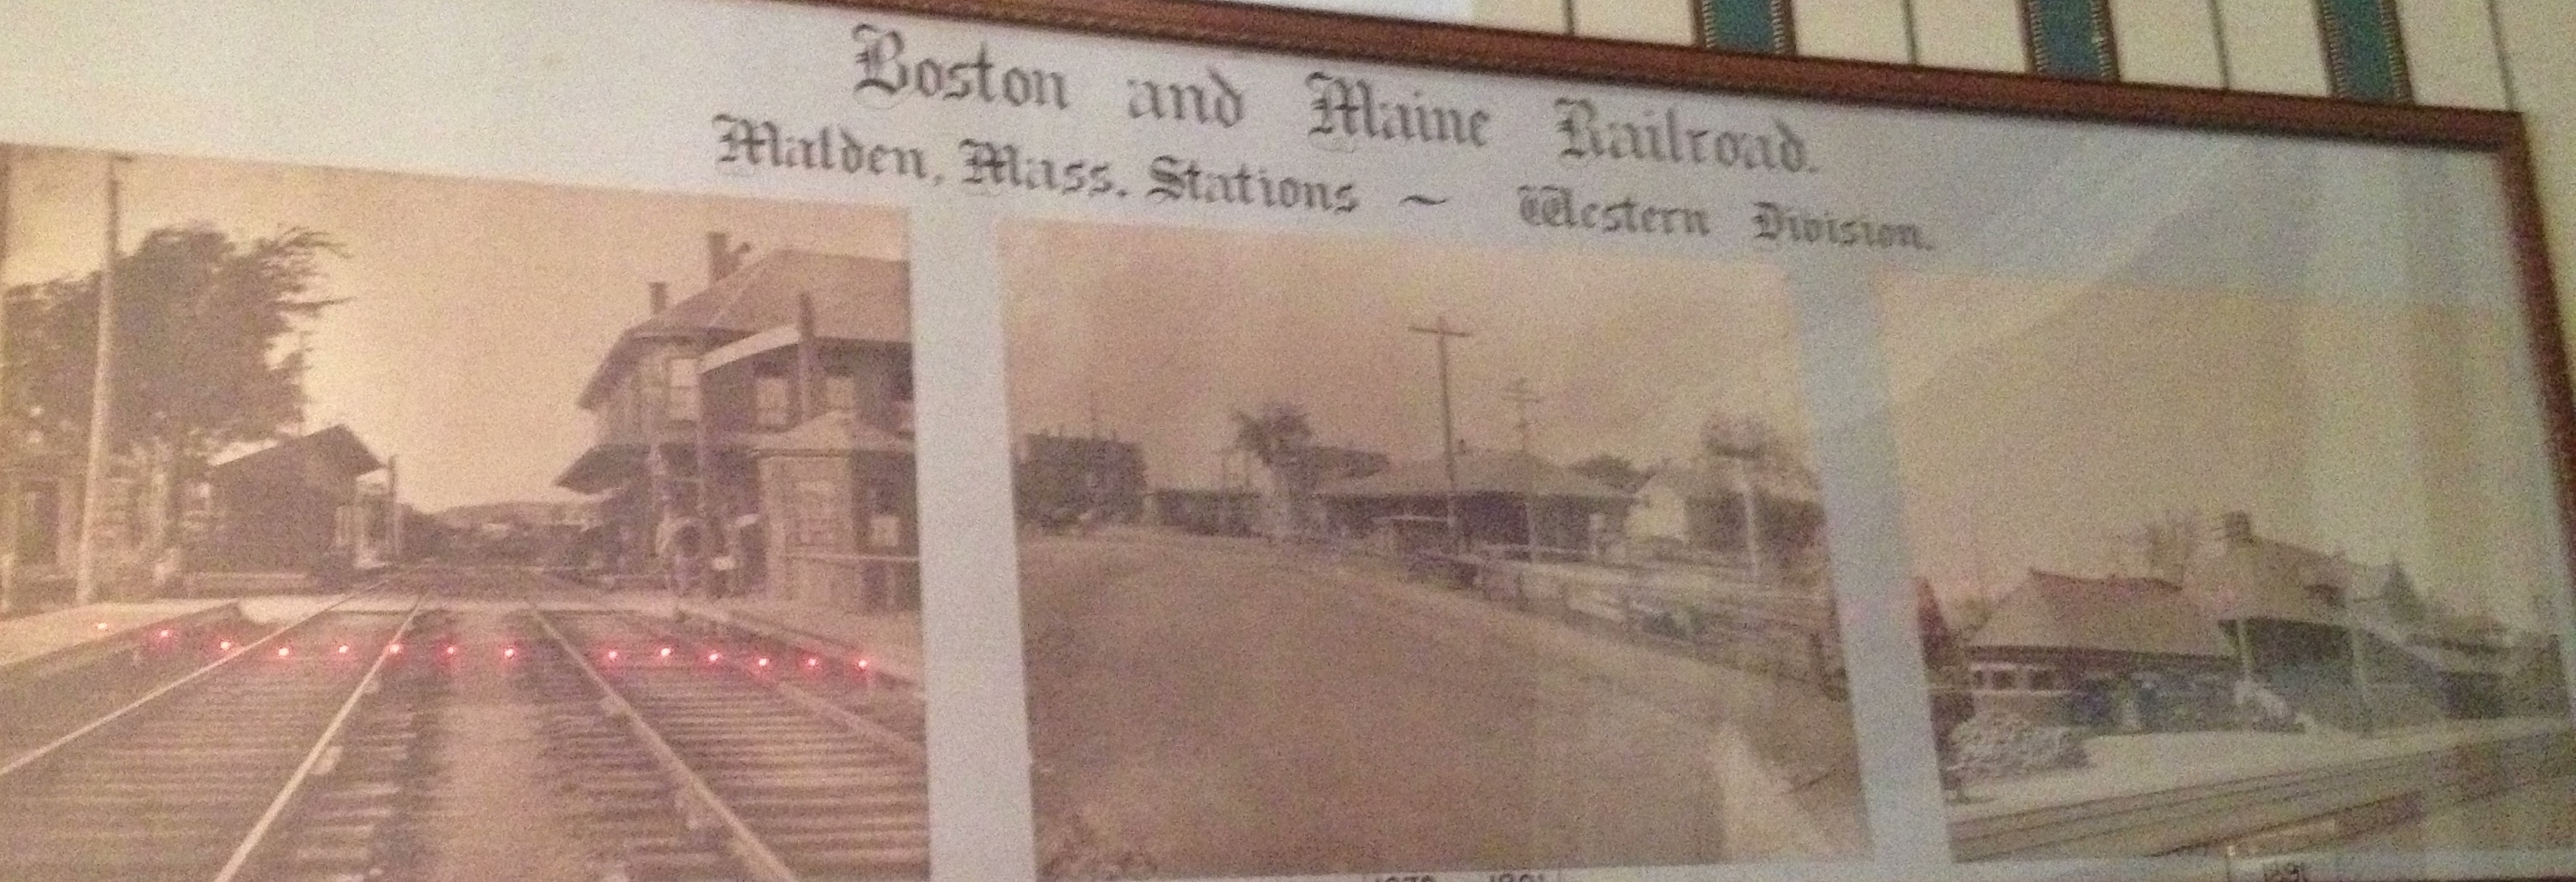 Boston and Maine Railroad.
Malden, Mass. Stations ~ Western Division.